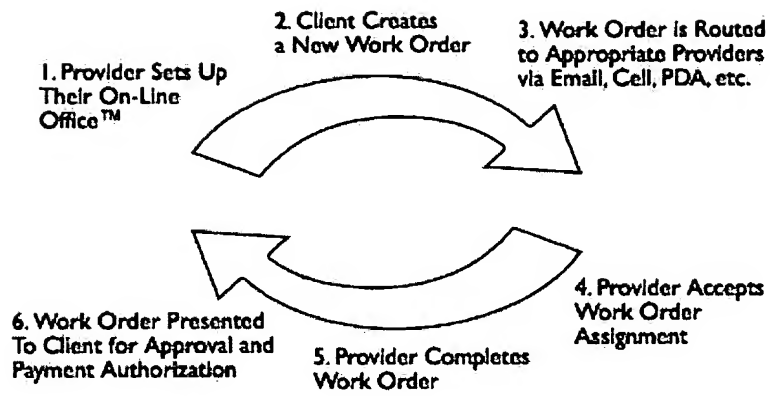 1. Provider Sets Up
Their On-Line
Office™
2. Client Creates
a New Work Order
3. Work Order is Routed
to Appropriate Providers
via Email, Cell, PDA, etc.
4. Provider Accepts
Work Order
Assignment
5. Provider Completes
Work Order
6. Work Order Presented
To Client for Approval and
Payment Authorization